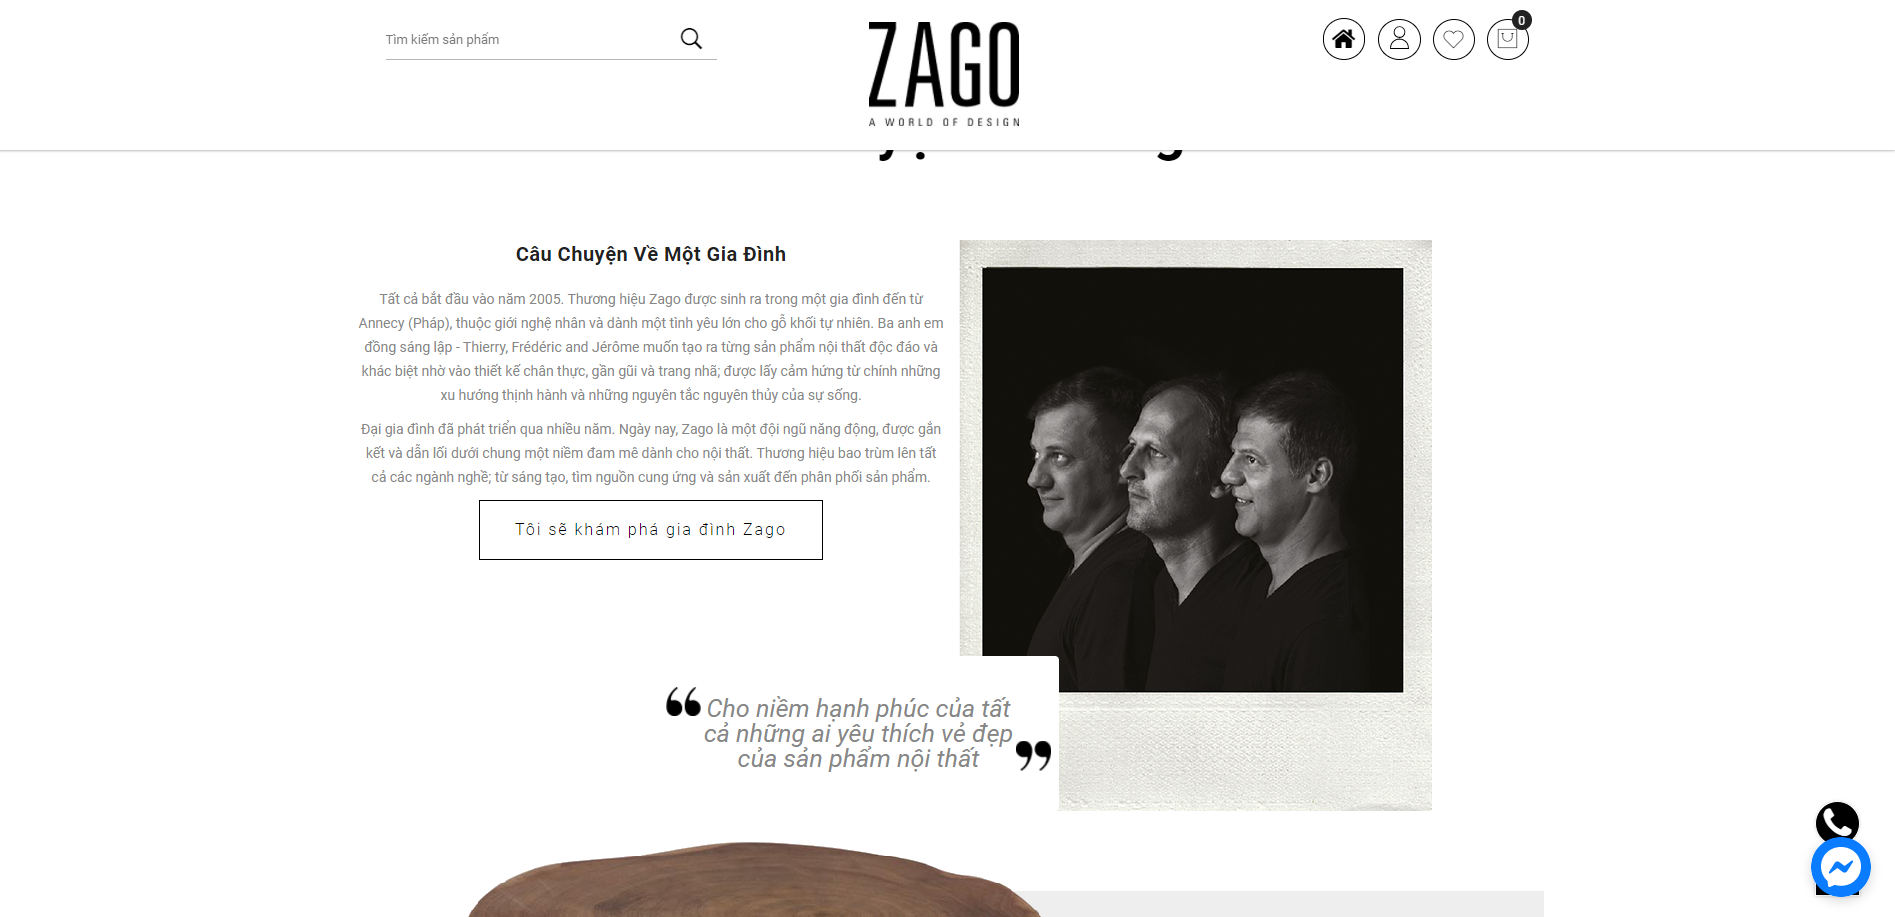 Tìm kiếm sản phẩm
ZAGO
A WORLD OF DESIGN
0
Câu Chuyện Về Một Gia Đình
Tất cả bắt đầu vào năm 2005. Thương hiệu Zago được sinh ra trong một gia đình đến từ
Annecy (Pháp), thuộc giới nghệ nhân và dành một tình yêu lớn cho gỗ khối tự nhiên. Ba anh em
đồng sáng lập - Thierry, Frédéric and Jérôme muốn tạo ra từng sản phẩm nội thất độc đáo và
khác biệt nhờ vào thiết kế chân thực, gần gũi và trang nhã; được lấy cảm hứng từ chính những
xu hướng thịnh hành và những nguyên tắc nguyên thủy của sự sống.
Đại gia đình đã phát triển qua nhiều năm. Ngày nay, Zago là một đội ngũ năng động, được gắn
kết và dẫn lối dưới chung một niềm đam mê dành cho nội thất. Thương hiệu bao trùm lên tất
cả các ngành nghề; từ sáng tạo, tìm nguồn cung ứng và sản xuất đến phân phối sản phẩm.
Tôi sẽ khám phá gia đình Zago
“ Cho niềm hạnh phúc của tất
cả những ai yêu thích vẻ đẹp
của sản phẩm nội thất ”